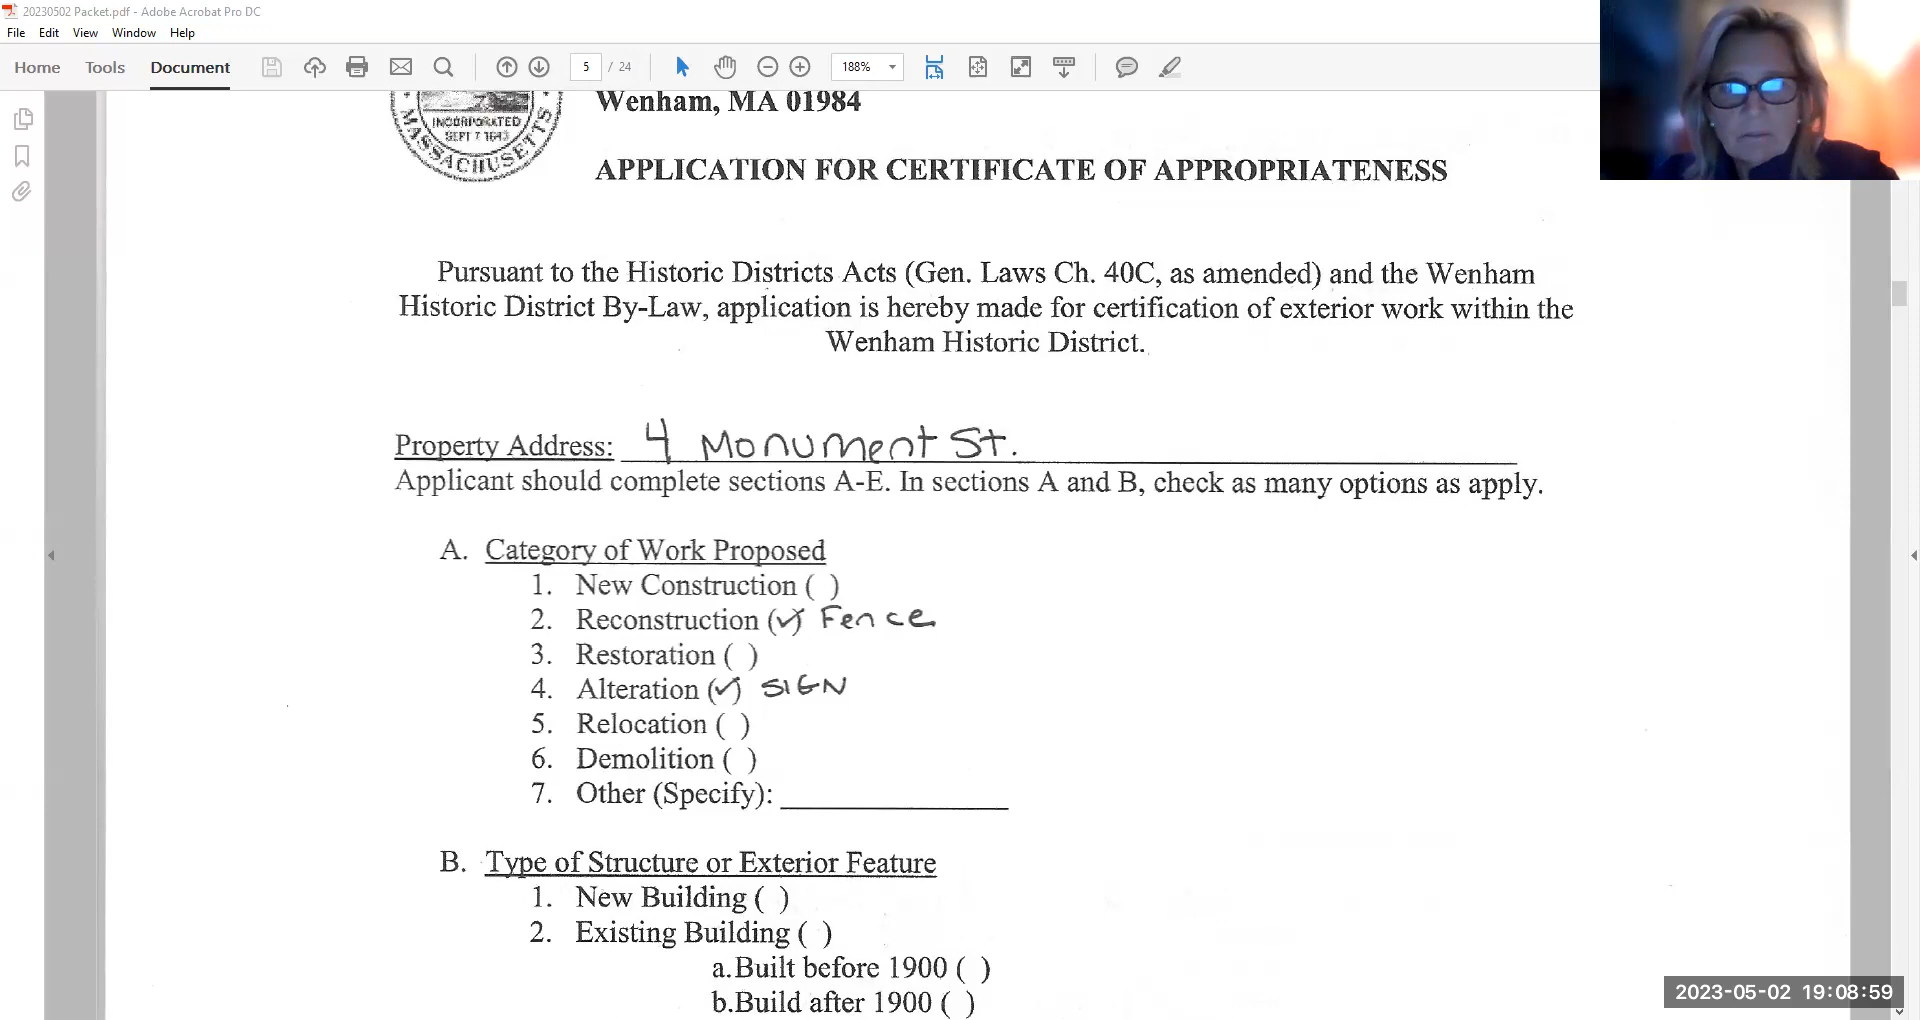 20230502 Packet.pdf - Adobe Acrobat Pro DC
File Edit View Window Help
Home Tools Document 5 / 24 188%
INCORPORATED
SEPT 7 1643
MASSACHUSETTS
Wenham, MA 01984
APPLICATION FOR CERTIFICATE OF APPROPRIATENESS
Pursuant to the Historic Districts Acts (Gen. Laws Ch. 40C, as amended) and the Wenham
Historic District By-Law, application is hereby made for certification of exterior work within the
Wenham Historic District.
Property Address: 4 Monument St.
Applicant should complete sections A-E. In sections A and B, check as many options as apply.
A. Category of Work Proposed
1. New Construction ( )
2. Reconstruction (✓) Fence
3. Restoration ( )
4. Alteration (✓) SIGN
5. Relocation ( )
6. Demolition ( )
7. Other (Specify): ________________
B. Type of Structure or Exterior Feature
1. New Building ( )
2. Existing Building ( )
a.Built before 1900 ( )
b.Build after 1900 ( )
2023-05-02 19:08:59